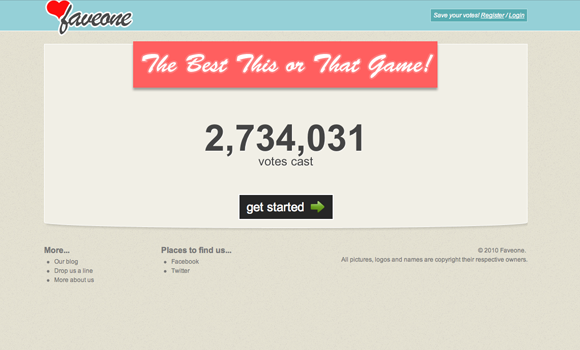 faveone
Save your votes! Register / Login
The Best This or That Game!
2,734,031
votes cast
get started
More...
Our blog
Drop us a line
More about us
Places to find us...
Facebook
Twitter
© 2010 Faveone.
All pictures, logos and names are copyright their respective owners.